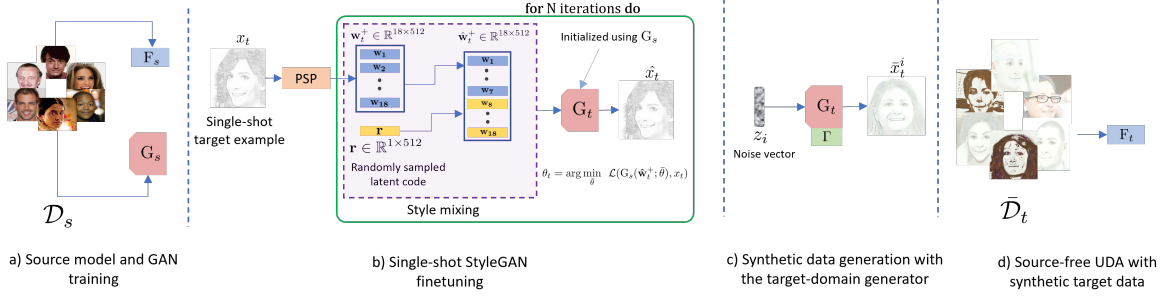 F_s
G_s
𝒟_s
a) Source model and GAN
training
x_t
Single-shot
target example
PSP
for N iterations do
w_t^+ ∈ ℝ^{18×512}
ŵ_t^+ ∈ ℝ^{18×512}
w_1
w_2
w_18
r
r ∈ ℝ^{1×512}
Randomly sampled
latent code
w_1
w_7
w_8
w_18
Style mixing
Initialized using G_s
G_t
x̂_t
θ_t = arg min_{θ̄} ℒ(G_s(ŵ_t^+; θ̄), x_t)
b) Single-shot StyleGAN
finetuning
z_i
Noise vector
G_t
Γ
x̄_t^i
c) Synthetic data generation with
the target-domain generator
𝒟̄_t
F_t
d) Source-free UDA with
synthetic target data